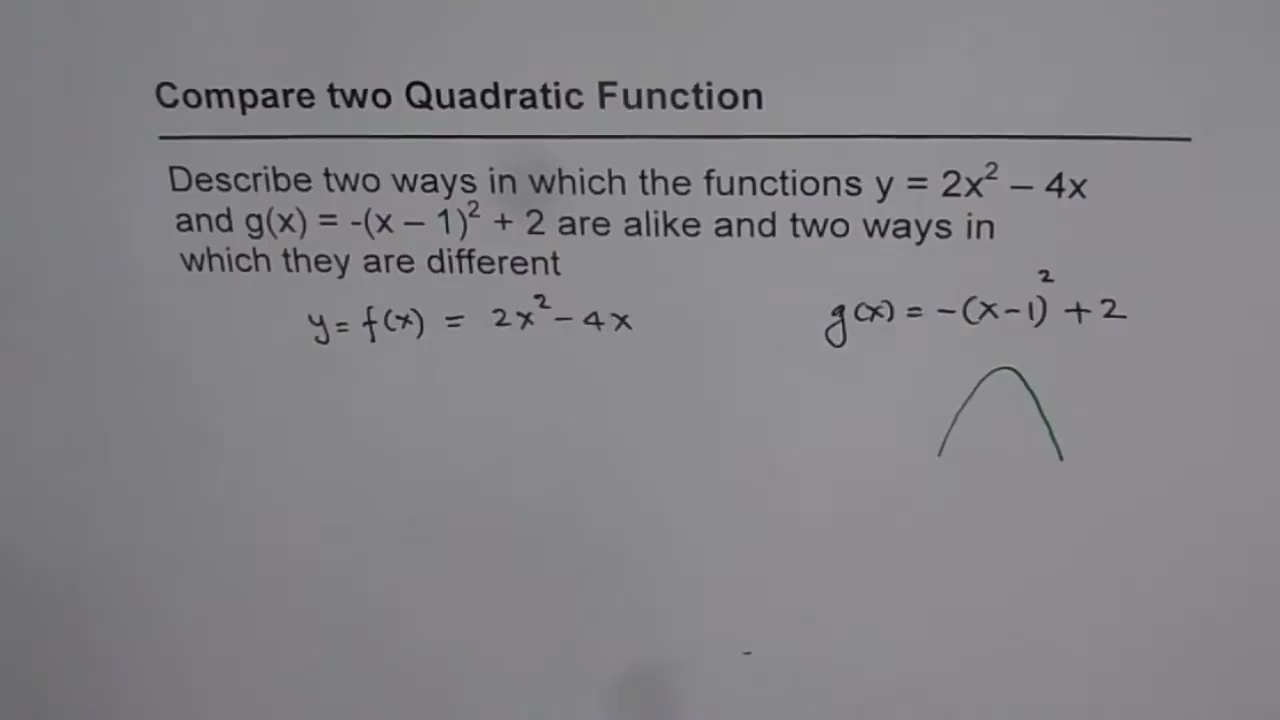 Compare two Quadratic Function
Describe two ways in which the functions y = 2x² – 4x
and g(x) = -(x – 1)² + 2 are alike and two ways in
which they are different
y = f(x) = 2x² - 4x
g(x) = -(x-1)² + 2